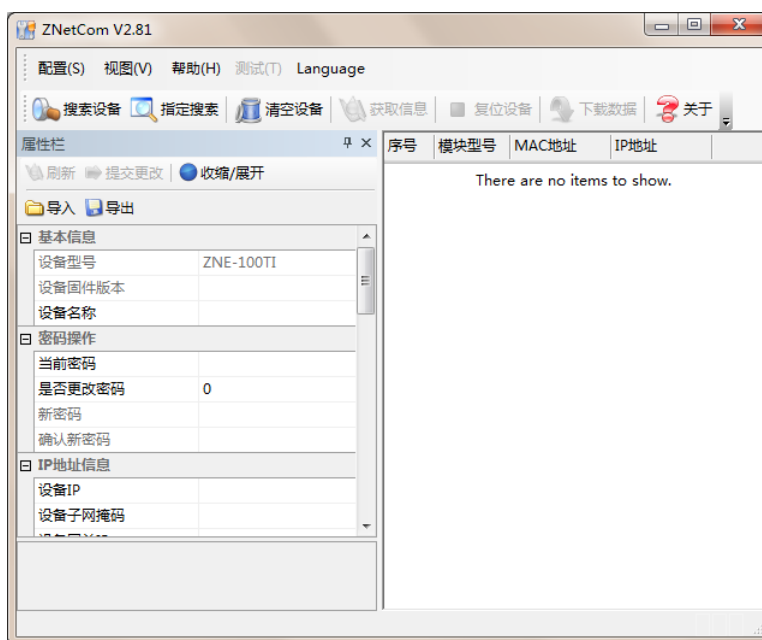 ZNetCom V2.81
配置(S) 视图(V) 帮助(H) 测试(T) Language
搜索设备 指定搜索 清空设备 获取信息 复位设备 下载数据 关于
属性栏
序号 模块型号 MAC地址 IP地址
刷新 提交更改 收缩/展开
There are no items to show.
导入 导出
基本信息
设备型号 ZNE-100TI
设备固件版本
设备名称
密码操作
当前密码
是否更改密码 0
新密码
确认新密码
IP地址信息
设备IP
设备子网掩码